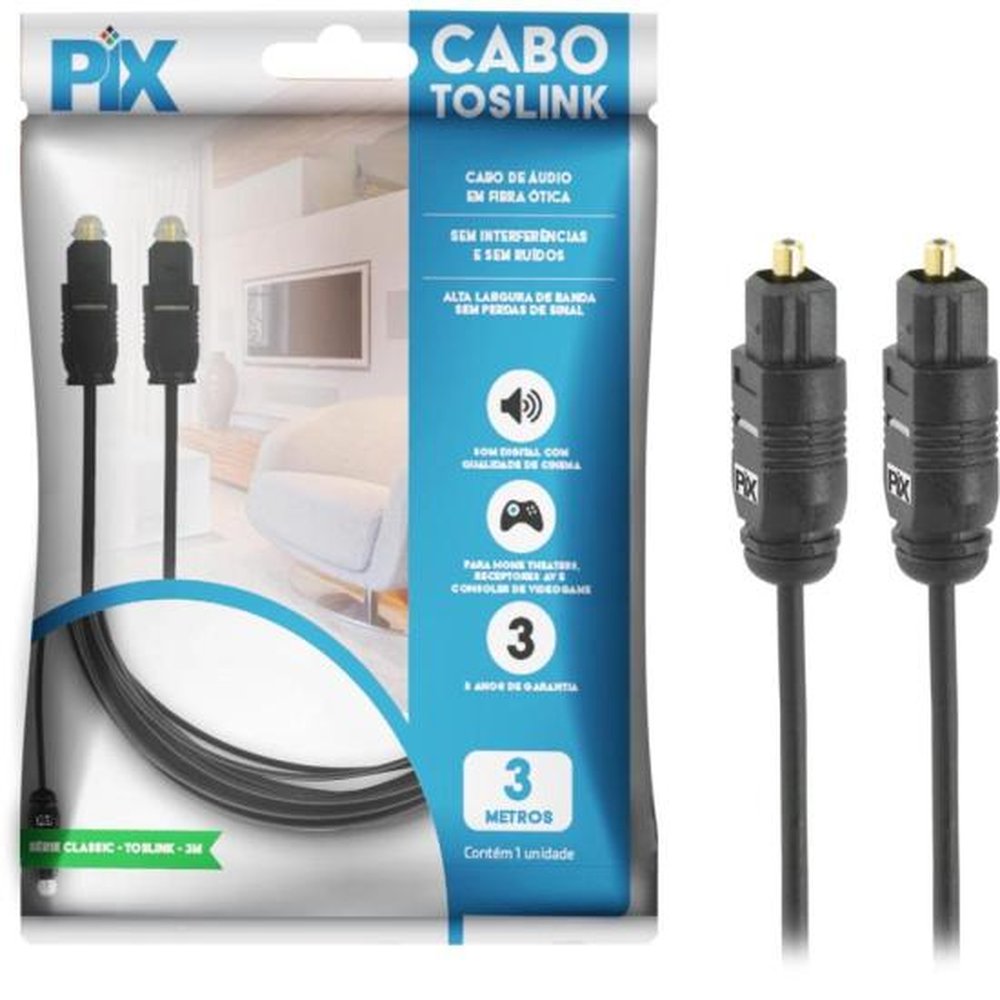 PIX
CABO
TOSLINK
CABO DE ÁUDIO
EM FIBRA ÓTICA
SEM INTERFERÊNCIAS
E SEM RUÍDOS
ALTA LARGURA DE BANDA
SEM PERDAS DE SINAL
SOM DIGITAL COM
QUALIDADE DE CINEMA
PARA HOME THEATERS,
RECEPTORES AV E
CONSOLES DE VIDEOGAME
3
3 ANOS DE GARANTIA
3
METROS
Contém 1 unidade
SÉRIE CLASSIC - TOSLINK - 3M
PIX
PIX